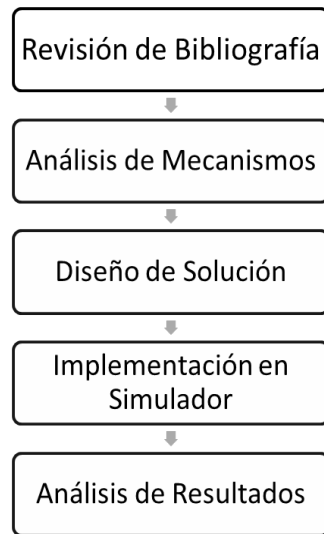 Revisión de Bibliografía
Análisis de Mecanismos
Diseño de Solución
Implementación en
Simulador
Análisis de Resultados